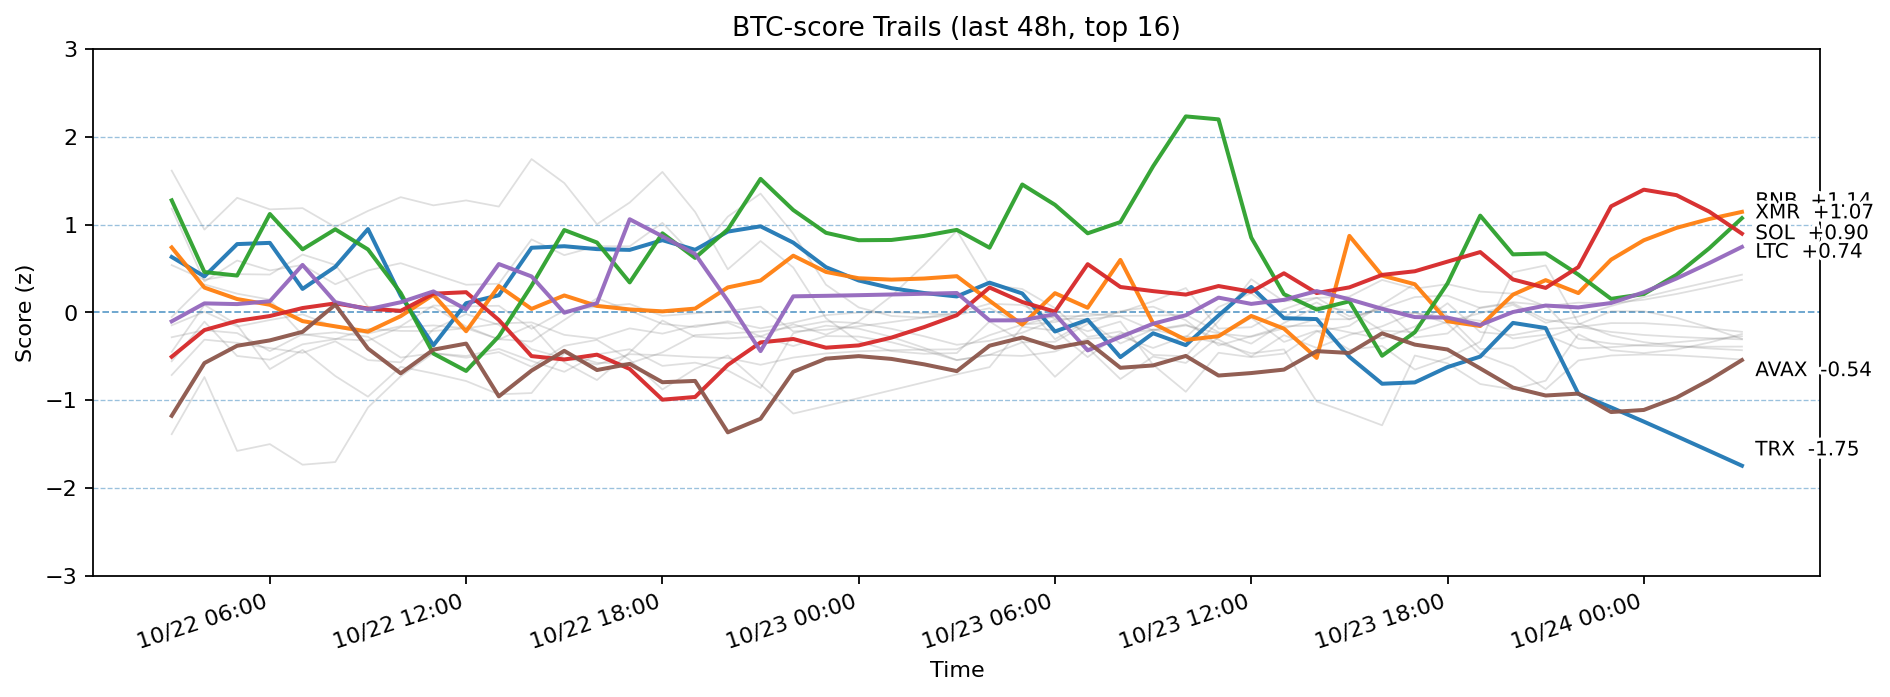 BTC-score Trails (last 48h, top 16)
Score (z)
3
2
1
0
−1
−2
−3
BNB +1.14
XMR +1.07
SOL +0.90
LTC +0.74
AVAX -0.54
TRX -1.75
10/22 06:00
10/22 12:00
10/22 18:00
10/23 00:00
10/23 06:00
10/23 12:00
10/23 18:00
10/24 00:00
Time